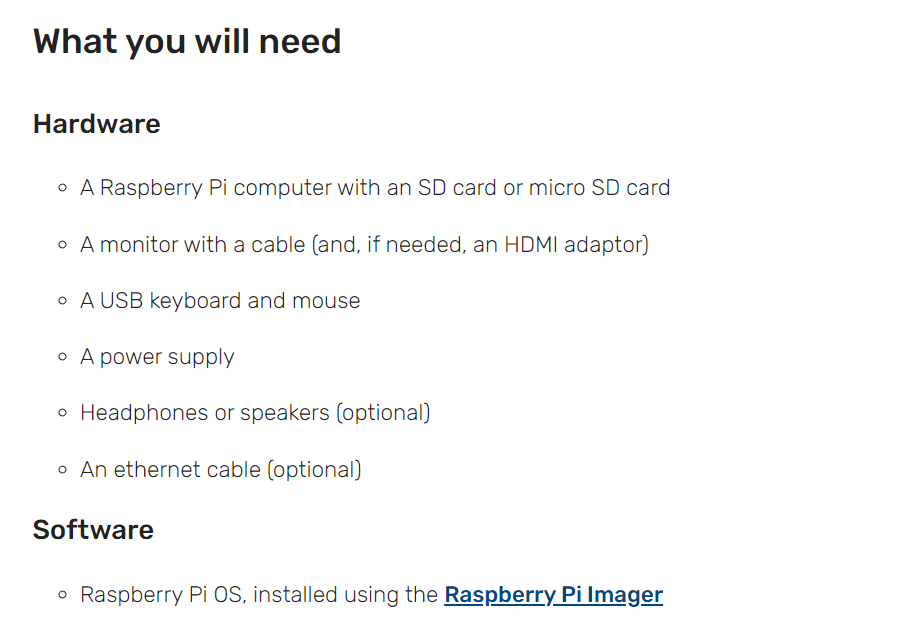 What you will need
Hardware
A Raspberry Pi computer with an SD card or micro SD card
A monitor with a cable (and, if needed, an HDMI adaptor)
A USB keyboard and mouse
A power supply
Headphones or speakers (optional)
An ethernet cable (optional)
Software
Raspberry Pi OS, installed using the Raspberry Pi Imager